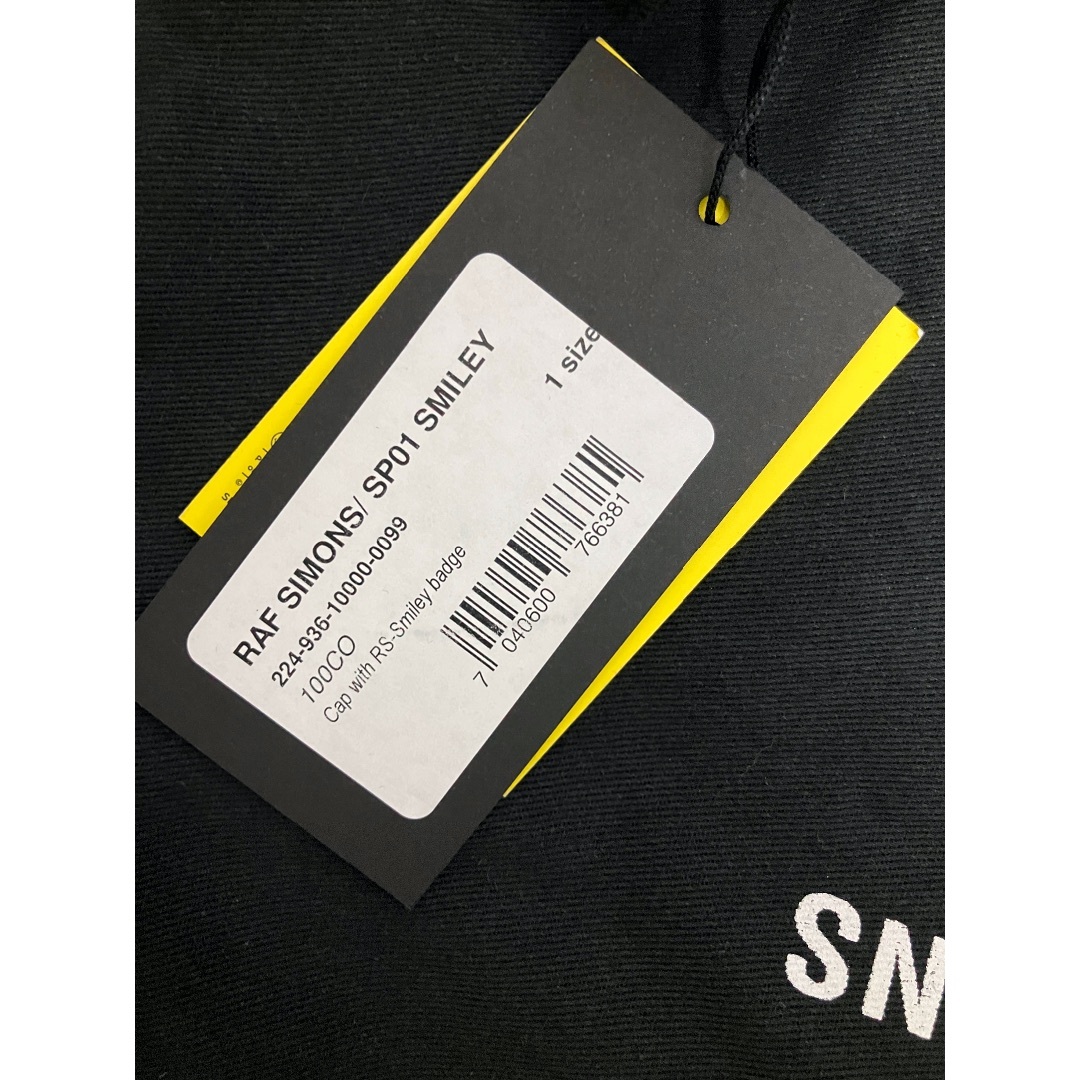 RAF SIMONS/ SP01 SMILEY
224-936-10000-0099
100CO
1 size
Cap with RS-Smiley badge
7 040600 766381
SN